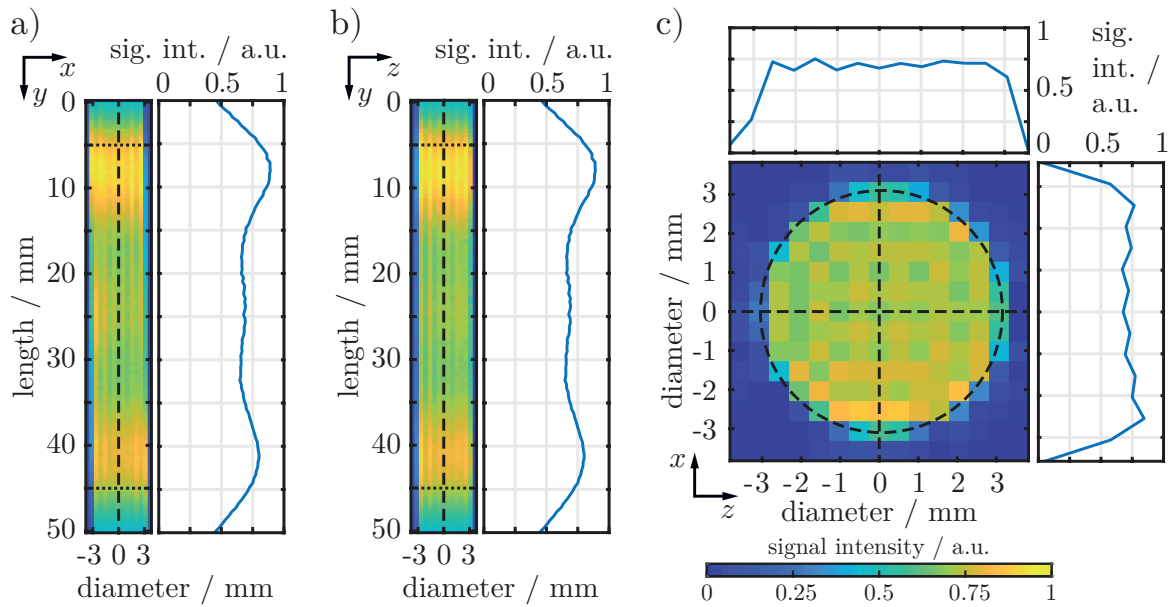 a)
sig. int. / a.u.
x
y
0 0.5 1
0
10
20
30
40
50
length / mm
-3 0 3
diameter / mm
b)
sig. int. / a.u.
z
y
0 0.5 1
0
10
20
30
40
50
length / mm
-3 0 3
diameter / mm
c)
1
0.5
0
sig.
int. /
a.u.
0 0.5 1
3
2
1
0
-1
-2
-3
diameter / mm
x
z
-3 -2 -1 0 1 2 3
diameter / mm
signal intensity / a.u.
0 0.25 0.5 0.75 1